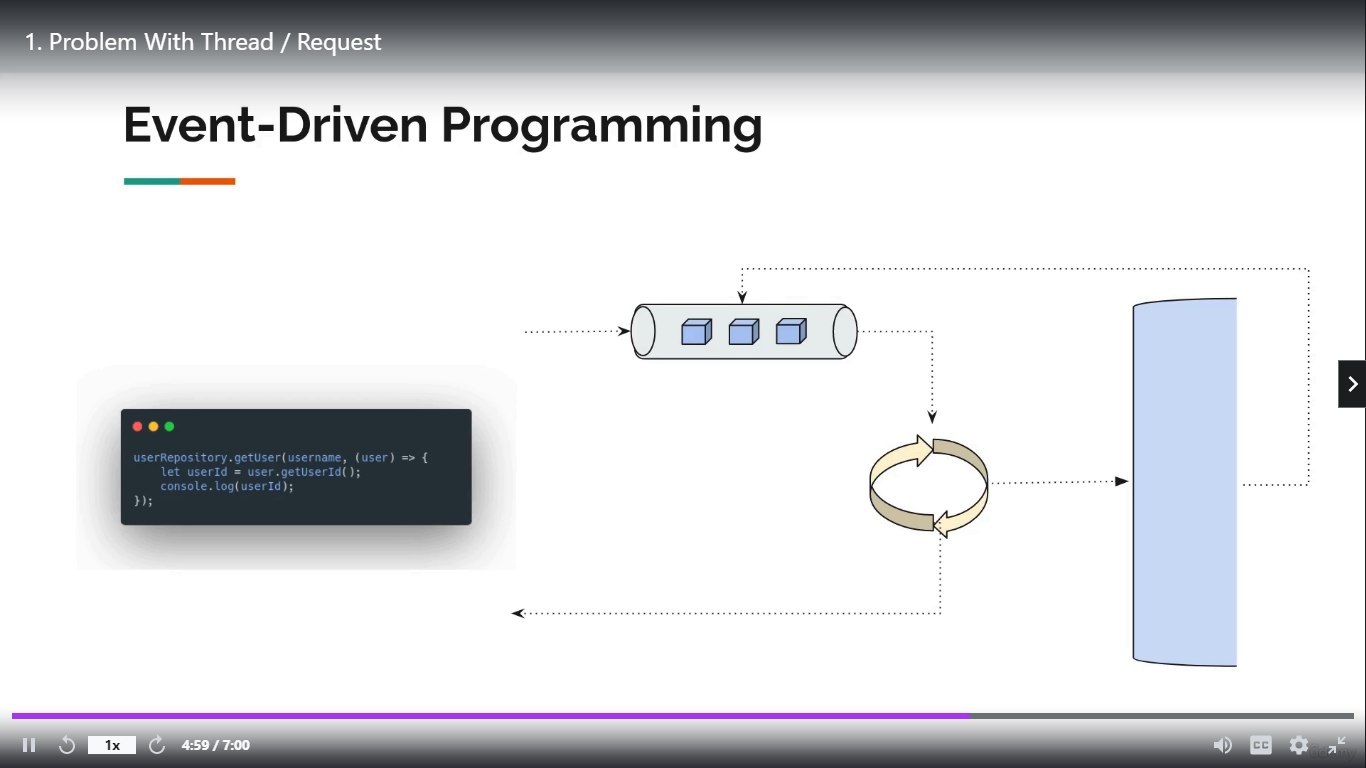 1. Problem With Thread / Request
Event-Driven Programming
userRepository.getUser(username, (user) => {
let userId = user.getUserId();
console.log(userId);
});
1x
4:59 / 7:00
CC